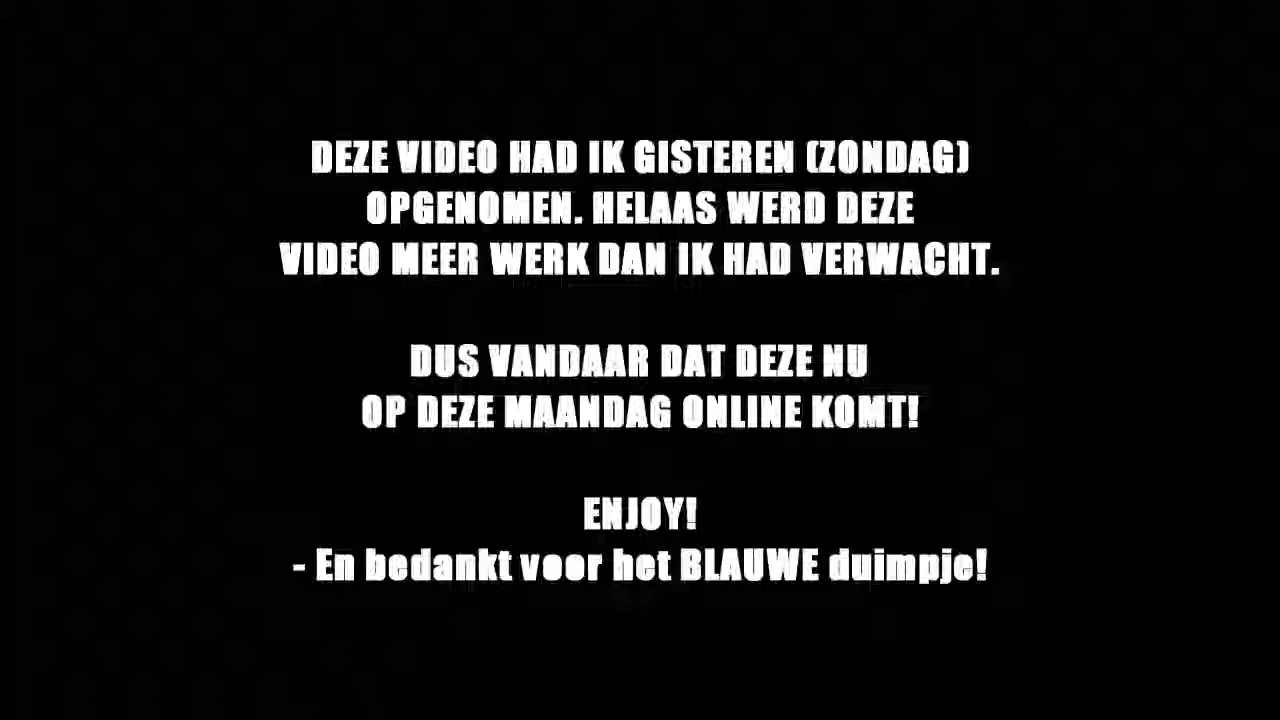 DEZE VIDEO HAD IK GISTEREN (ZONDAG)
OPGENOMEN. HELAAS WERD DEZE
VIDEO MEER WERK DAN IK HAD VERWACHT.
DUS VANDAAR DAT DEZE NU
OP DEZE MAANDAG ONLINE KOMT!
ENJOY!
- En bedankt voor het BLAUWE duimpje!